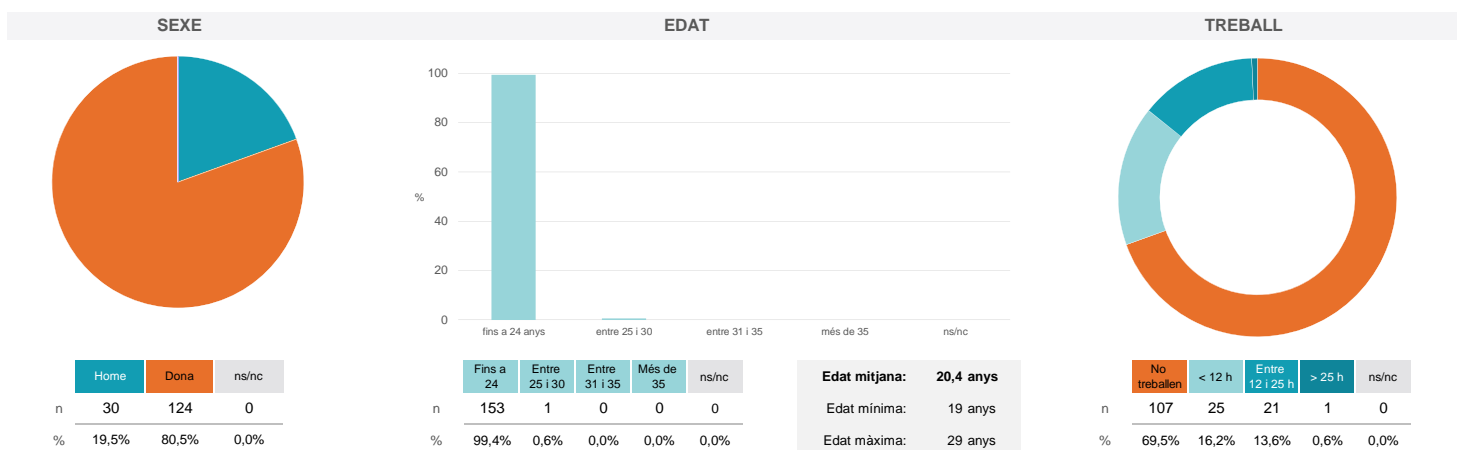 SEXE
EDAT
TREBALL
100
80
60
%
40
20
0
fins a 24 anys
entre 25 i 30
entre 31 i 35
més de 35
ns/nc
Home Dona ns/nc
n 30 124 0
% 19,5% 80,5% 0,0%
Fins a Entre Entre Més de
24 25 i 30 31 i 35 35 ns/nc
n 153 1 0 0 0
% 99,4% 0,6% 0,0% 0,0% 0,0%
Edat mitjana: 20,4 anys
Edat mínima: 19 anys
Edat màxima: 29 anys
No Entre
treballen < 12 h 12 i 25 h > 25 h ns/nc
n 107 25 21 1 0
% 69,5% 16,2% 13,6% 0,6% 0,0%